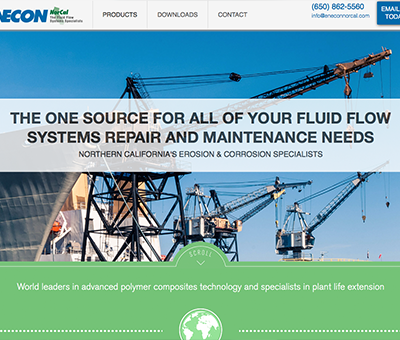 NECON NorCal
The Fluid Flow
Systems Specialists
PRODUCTS
DOWNLOADS
CONTACT
(650) 862-5560
info@eneconnorcal.com
EMAIL
TODA
THE ONE SOURCE FOR ALL OF YOUR FLUID FLOW
SYSTEMS REPAIR AND MAINTENANCE NEEDS
NORTHERN CALIFORNIA'S EROSION & CORROSION SPECIALISTS
SCROLL
World leaders in advanced polymer composites technology and specialists in plant life extension